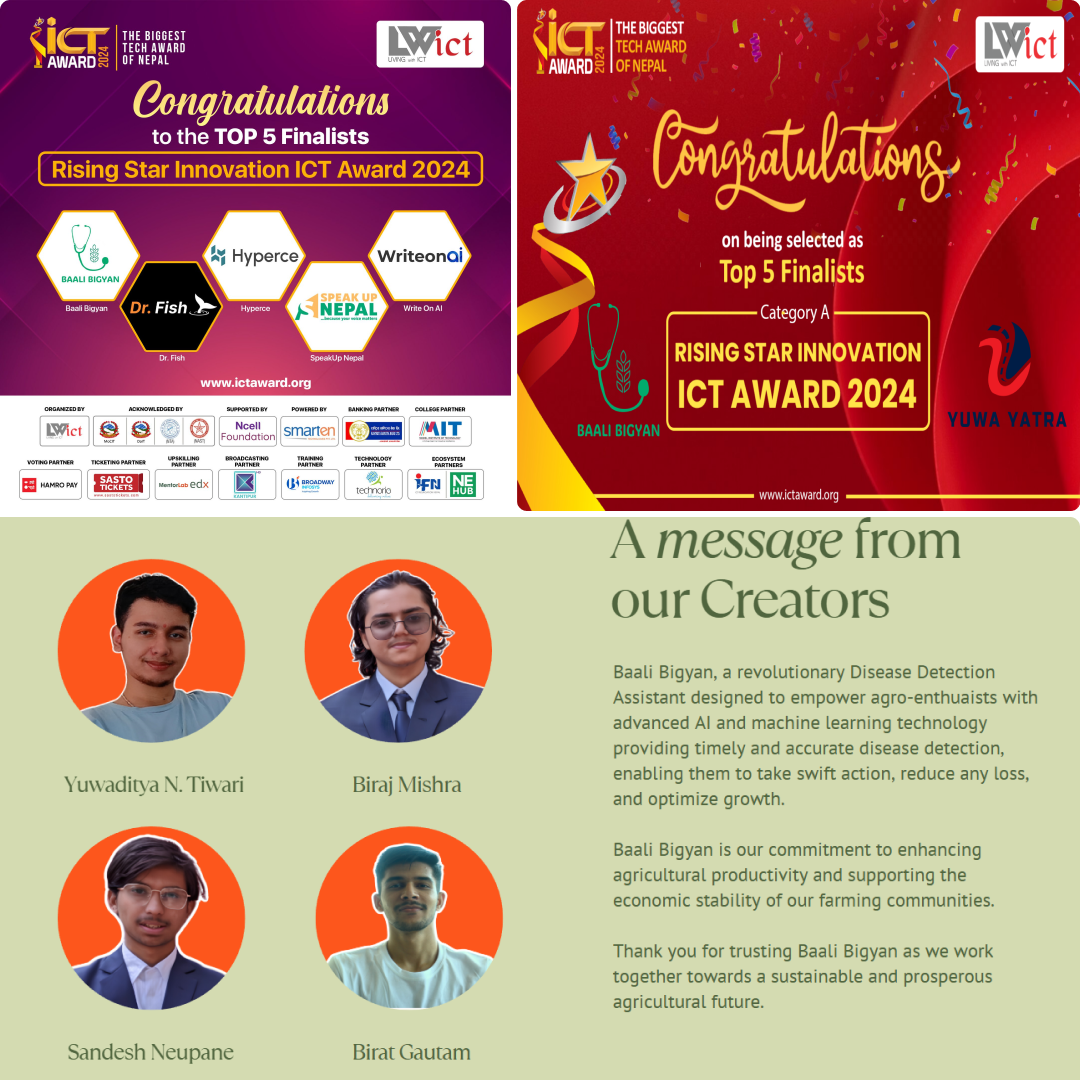 ICT
AWARD 2024
THE BIGGEST
TECH AWARD
OF NEPAL
LWict
LIVING with ICT
Congratulations
to the TOP 5 Finalists
Rising Star Innovation ICT Award 2024
BAALI BIGYAN
Baali Bigyan
Dr. Fish
Dr. Fish
Hyperce
Hyperce
SPEAK UP
NEPAL
...because your voice matters
SpeakUp Nepal
Writeonai
Write On AI
www.ictaward.org
ORGANIZED BY
ACKNOWLEDGED BY
SUPPORTED BY
POWERED BY
BANKING PARTNER
COLLEGE PARTNER
LWict
Ncell
Foundation
smarten
MIT
VOTING PARTNER
TICKETING PARTNER
UPSKILLING
PARTNER
BROADCASTING
PARTNER
TRAINING
PARTNER
TECHNOLOGY
PARTNER
ECOSYSTEM
PARTNERS
HAMRO PAY
SASTO
TICKETS
www.sastotickets.com
MentorLab edx
KANTIPUR
BROADWAY
INFOSYS
technorio
iFN
NE
HUB
ICT
AWARD 2024
THE BIGGEST
TECH AWARD
OF NEPAL
LWict
LIVING with ICT
Congratulations
on being selected as
Top 5 Finalists
Category A
RISING STAR INNOVATION
ICT AWARD 2024
BAALI BIGYAN
YUWA YATRA
www.ictaward.org
Yuwaditya N. Tiwari
Biraj Mishra
Sandesh Neupane
Birat Gautam
A message from
our Creators
Baali Bigyan, a revolutionary Disease Detection
Assistant designed to empower agro-enthuaists with
advanced AI and machine learning technology
providing timely and accurate disease detection,
enabling them to take swift action, reduce any loss,
and optimize growth.
Baali Bigyan is our commitment to enhancing
agricultural productivity and supporting the
economic stability of our farming communities.
Thank you for trusting Baali Bigyan as we work
together towards a sustainable and prosperous
agricultural future.